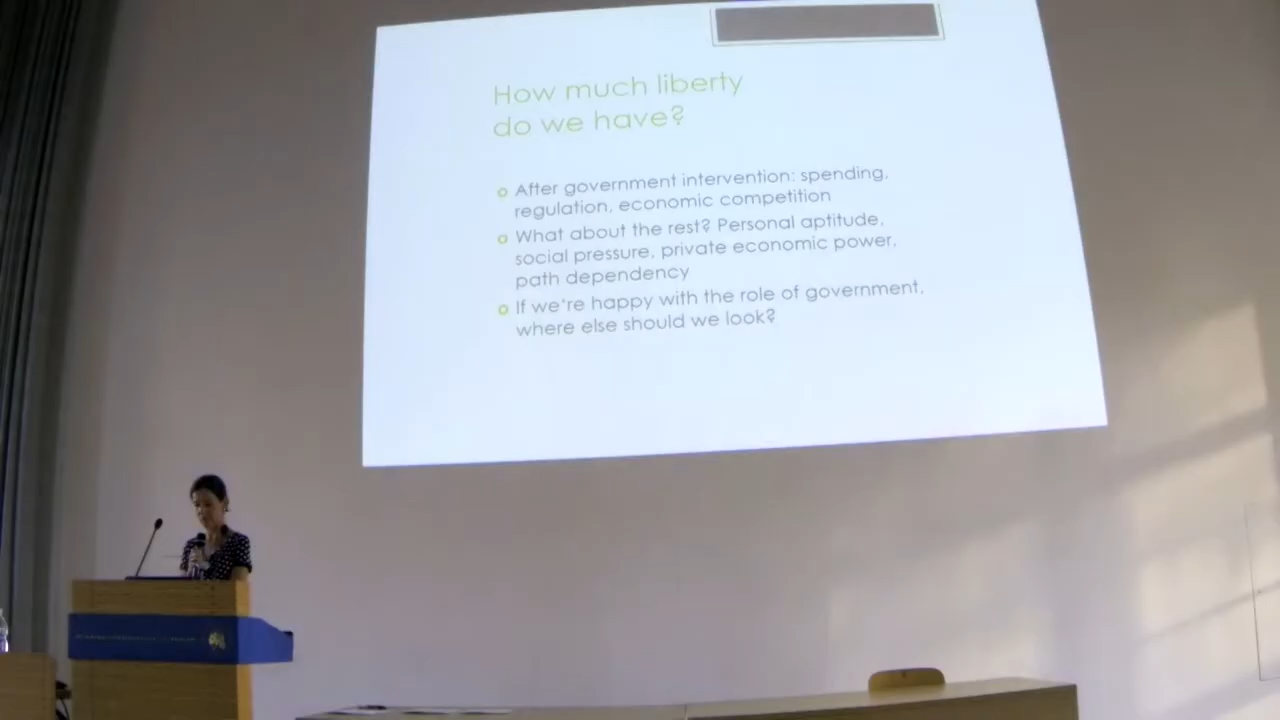 How much liberty
do we have?
After government intervention: spending,
regulation, economic competition
What about the rest? Personal aptitude,
social pressure, private economic power,
path dependency
If we're happy with the role of government,
where else should we look?